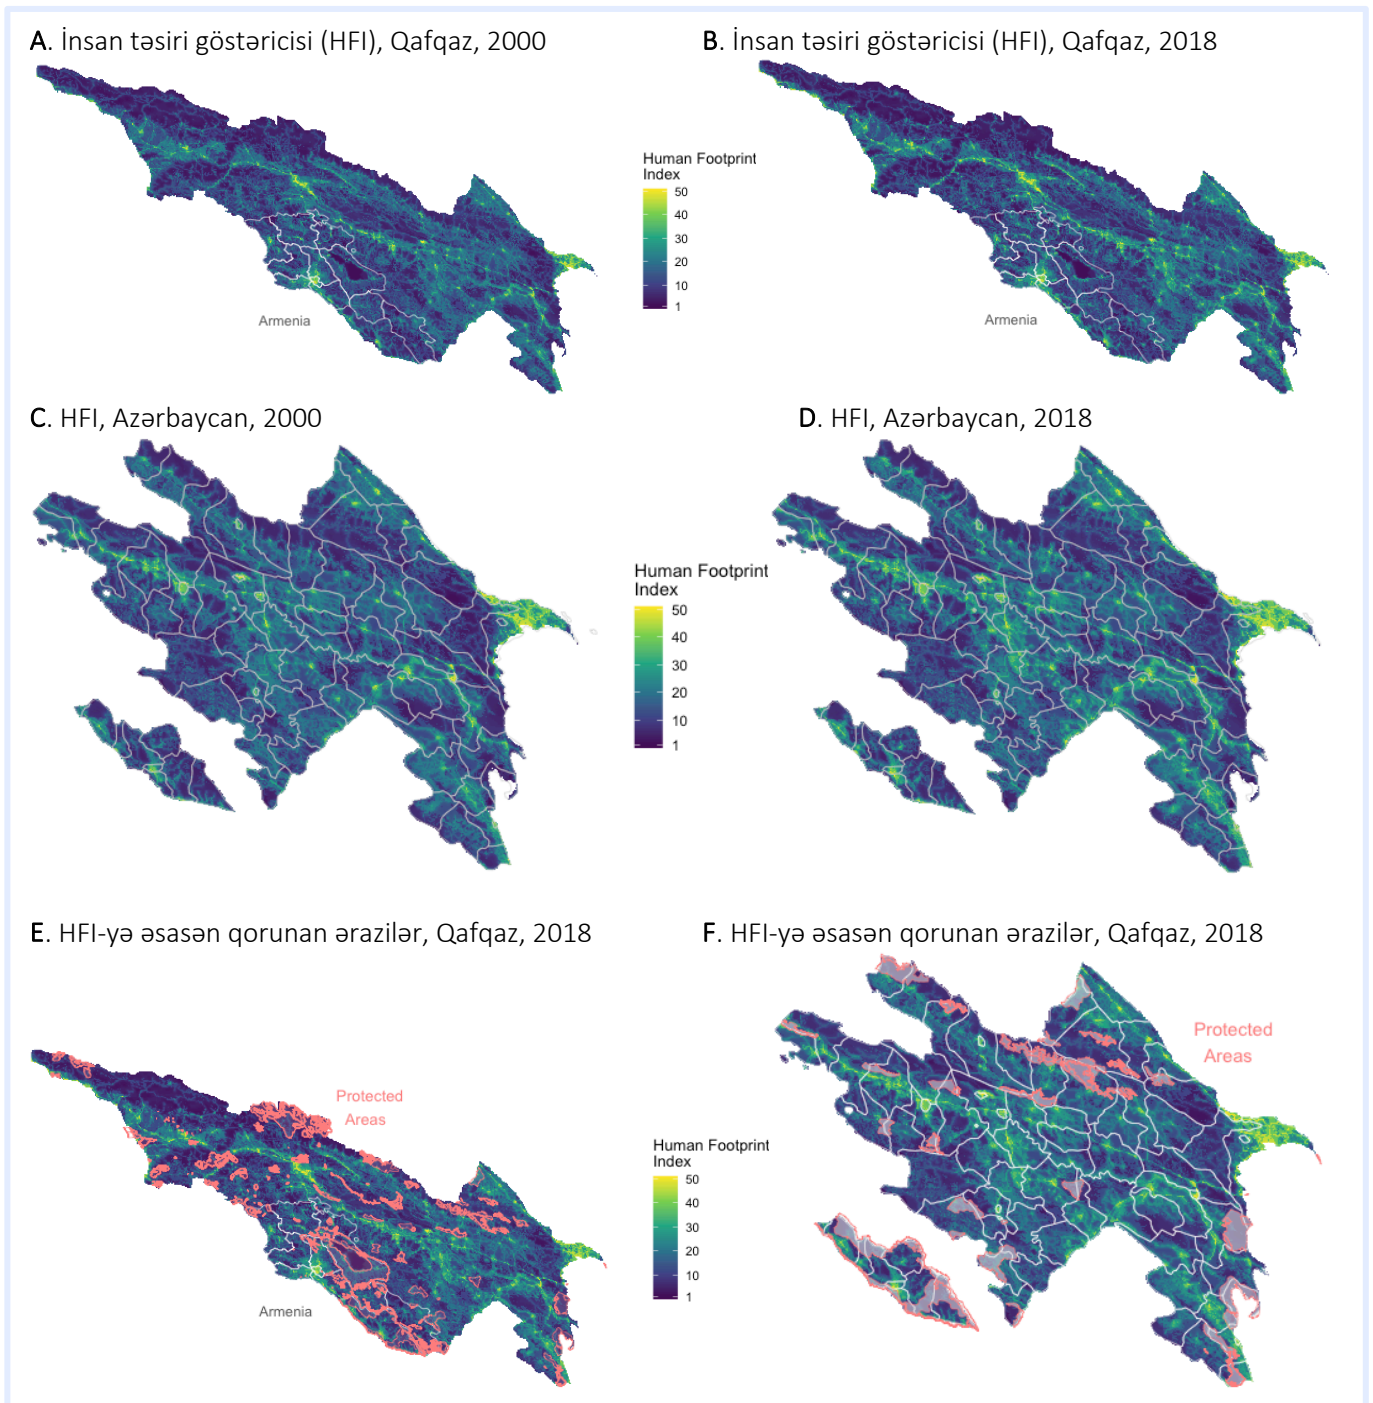 A. İnsan təsiri göstəricisi (HFI), Qafqaz, 2000
B. İnsan təsiri göstəricisi (HFI), Qafqaz, 2018
Human Footprint
Index
50
40
30
20
10
1
Armenia
Armenia
C. HFI, Azərbaycan, 2000
D. HFI, Azərbaycan, 2018
Human Footprint
Index
50
40
30
20
10
1
E. HFI-yə əsasən qorunan ərazilər, Qafqaz, 2018
F. HFI-yə əsasən qorunan ərazilər, Qafqaz, 2018
Protected
Areas
Protected
Areas
Human Footprint
Index
50
40
30
20
10
1
Armenia